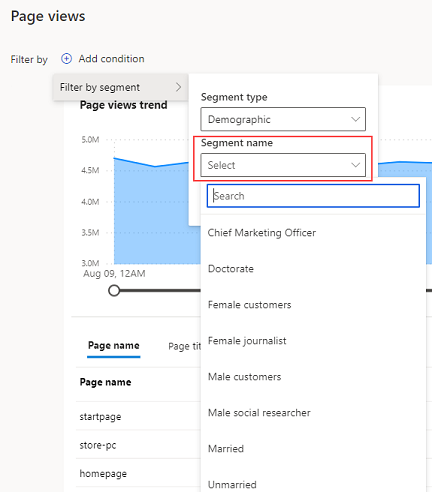 Page views
Filter by
Add condition
Filter by segment
Segment type
Demographic
Segment name
Select
Search
Chief Marketing Officer
Doctorate
Female customers
Female journalist
Male customers
Male social researcher
Married
Unmarried
Page views trend
5.0M
4.5M
4.0M
3.5M
3.0M
Aug 09, 12AM
Page name
Page tit
Page name
startpage
store-pc
homepage